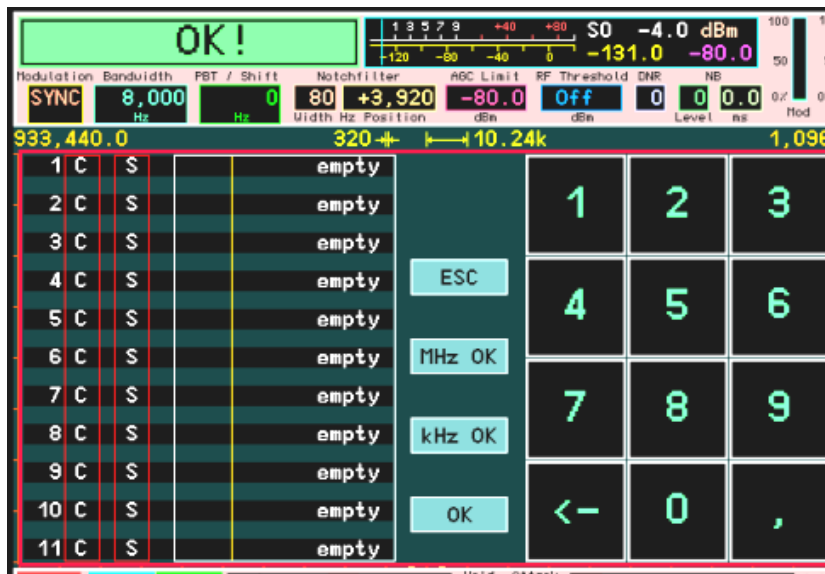 OK!
1 3 5 7 9 +40 +80 S0 -4.0 dBm
-120 -80 -40 0 -131.0 -80.0
100
50
0%
Mod
Modulation Bandwidth PBT / Shift Notchfilter AGC Limit RF Threshold DNR NB
SYNC 8,000 0 80 +3,920 -80.0 Off 0 0 0.0
Hz Hz Width Hz Position dBm dBm Level ms
933,440.0 320 10.24k 1,096
1 C S empty
2 C S empty
3 C S empty
4 C S empty
5 C S empty
6 C S empty
7 C S empty
8 C S empty
9 C S empty
10 C S empty
11 C S empty
ESC
MHz OK
kHz OK
OK
1 2 3
4 5 6
7 8 9
<- 0 ,